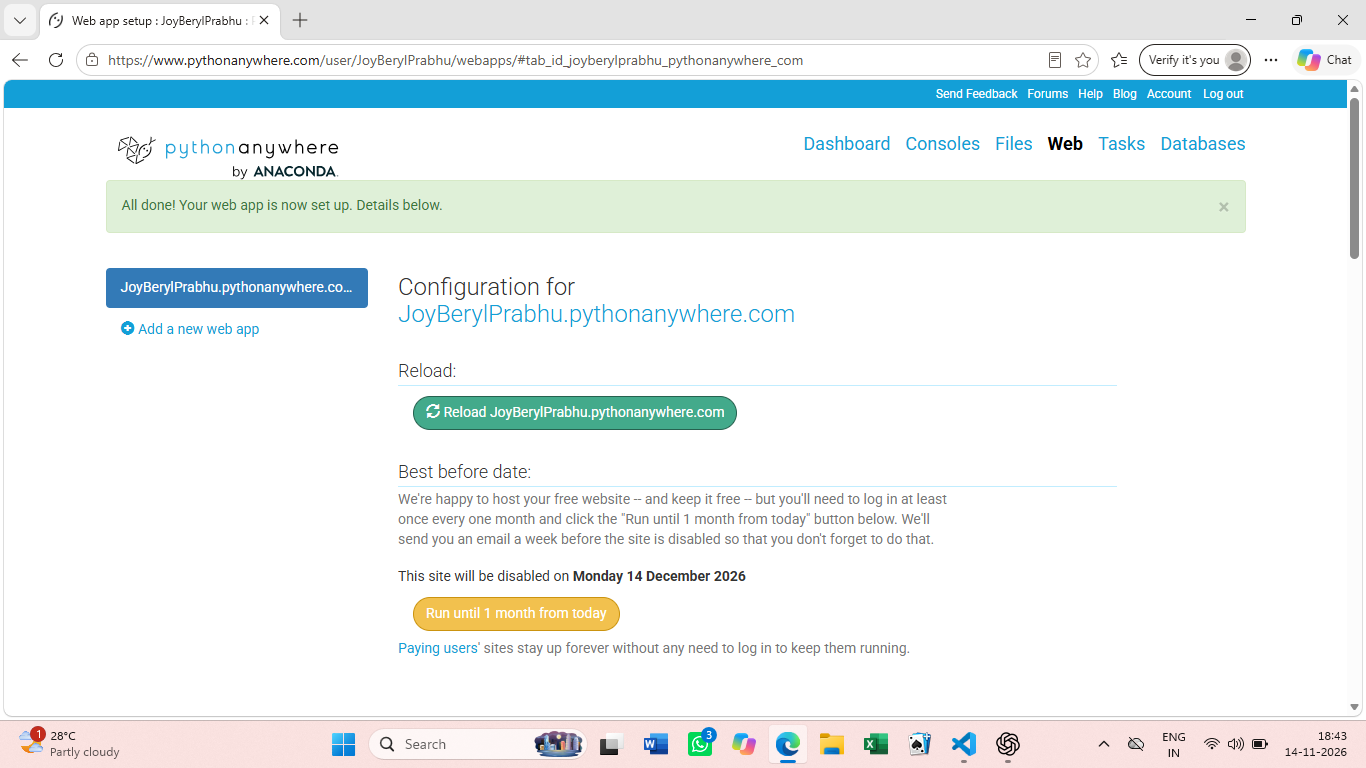 Web app setup : JoyBerylPrabhu :
https://www.pythonanywhere.com/user/JoyBerylPrabhu/webapps/#tab_id_joyberylprabhu_pythonanywhere_com
Verify it's you
Chat
Send Feedback Forums Help Blog Account Log out
pythonanywhere
by ANACONDA.
Dashboard Consoles Files Web Tasks Databases
All done! Your web app is now set up. Details below.
×
JoyBerylPrabhu.pythonanywhere.co...
Add a new web app
Configuration for
JoyBerylPrabhu.pythonanywhere.com
Reload:
Reload JoyBerylPrabhu.pythonanywhere.com
Best before date:
We're happy to host your free website -- and keep it free -- but you'll need to log in at least
once every one month and click the "Run until 1 month from today" button below. We'll
send you an email a week before the site is disabled so that you don't forget to do that.
This site will be disabled on Monday 14 December 2026
Run until 1 month from today
Paying users' sites stay up forever without any need to log in to keep them running.
1
28°C
Partly cloudy
Search
3
ENG
IN
18:43
14-11-2026